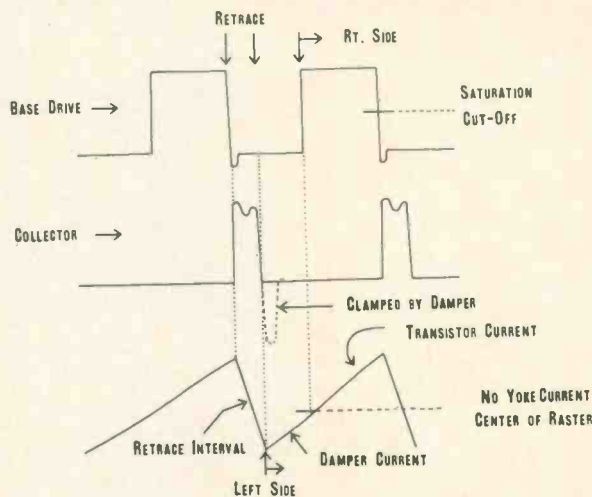 RETRACE
RT. SIDE
BASE DRIVE
SATURATION
CUT-OFF
COLLECTOR
CLAMPED BY DAMPER
TRANSISTOR CURRENT
NO YOKE CURRENT
CENTER OF RASTER
RETRACE INTERVAL
DAMPER CURRENT
LEFT SIDE